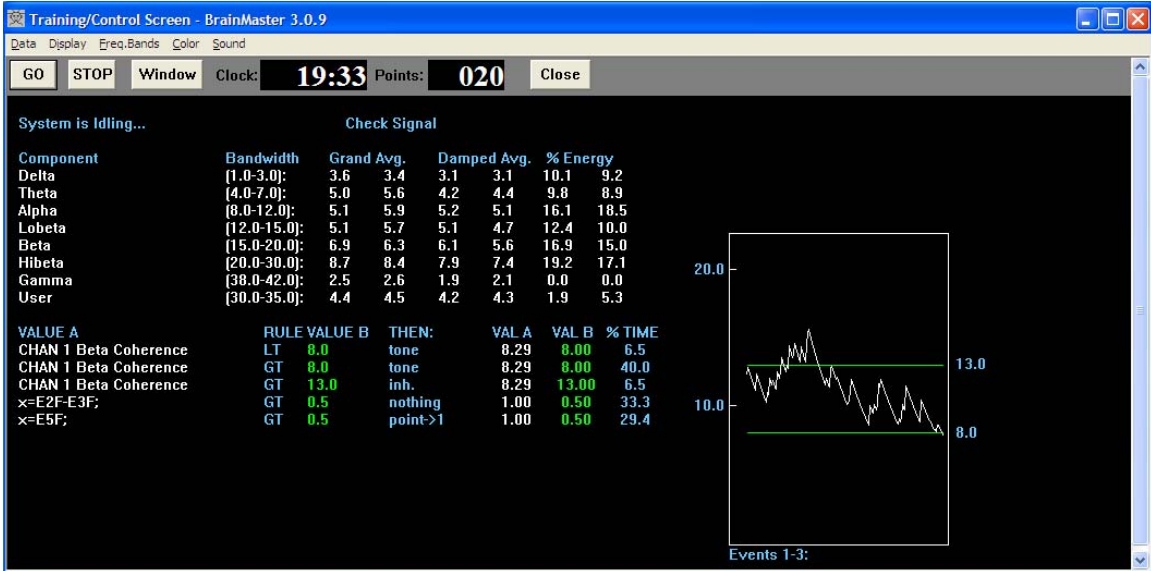 Training/Control Screen - BrainMaster 3.0.9
Data Display Freq.Bands Color Sound
GO STOP Window Clock: 19:33 Points: 020 Close
System is Idling... Check Signal
Component Bandwidth Grand Avg. Damped Avg. % Energy
Delta (1.0-3.0): 3.6 3.4 3.1 3.1 10.1 9.2
Theta (4.0-7.0): 5.0 5.6 4.2 4.4 9.8 8.9
Alpha (8.0-12.0): 5.1 5.9 5.2 5.1 16.1 18.5
Lobeta (12.0-15.0): 5.1 5.7 5.1 4.7 12.4 10.0
Beta (15.0-20.0): 6.9 6.3 6.1 5.6 16.9 15.0
Hibeta (20.0-30.0): 8.7 8.4 7.9 7.4 19.2 17.1
Gamma (38.0-42.0): 2.5 2.6 1.9 2.1 0.0 0.0
User (30.0-35.0): 4.4 4.5 4.2 4.3 1.9 5.3
VALUE A RULE VALUE B THEN: VAL A VAL B % TIME
CHAN 1 Beta Coherence LT 8.0 tone 8.29 8.00 6.5
CHAN 1 Beta Coherence GT 8.0 tone 8.29 8.00 40.0
CHAN 1 Beta Coherence GT 13.0 inh. 8.29 13.00 6.5
x=E2F-E3F; GT 0.5 nothing 1.00 0.50 33.3
x=E5F; GT 0.5 point->1 1.00 0.50 29.4
20.0
13.0
10.0
8.0
Events 1-3: